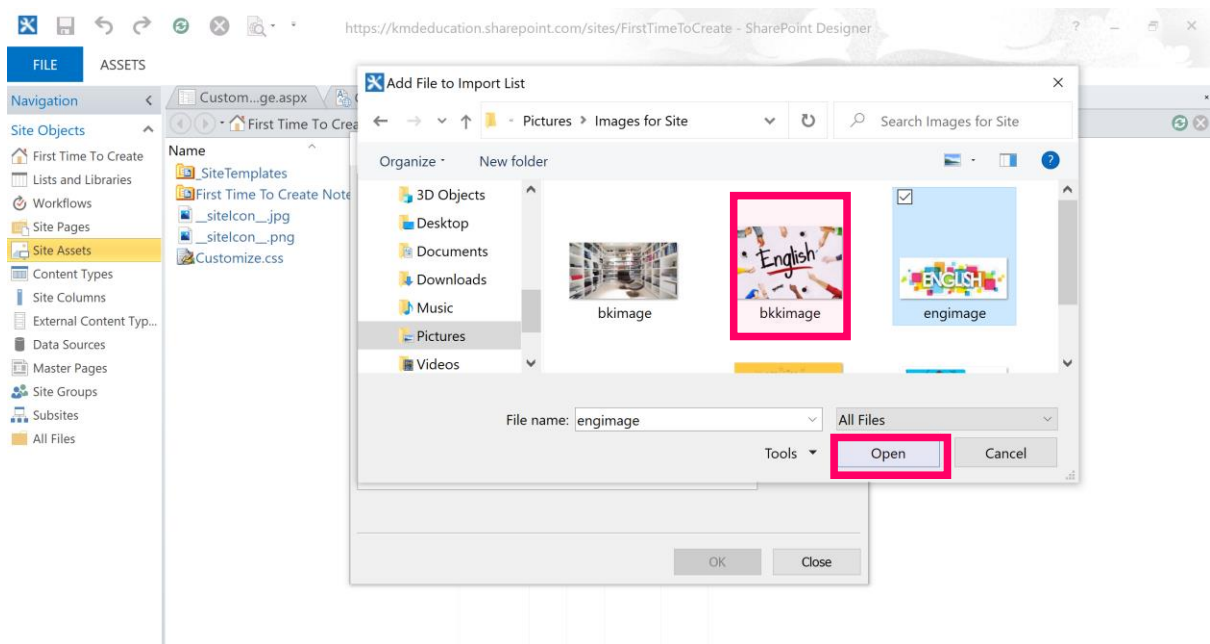 https://kmdeducation.sharepoint.com/sites/FirstTimeToCreate - SharePoint Designer
FILE
ASSETS
Navigation
Site Objects
First Time To Create
Lists and Libraries
Workflows
Site Pages
Site Assets
Content Types
Site Columns
External Content Typ...
Data Sources
Master Pages
Site Groups
Subsites
All Files
Custom...ge.aspx
First Time To Crea
Name
_SiteTemplates
First Time To Create Note
__siteIcon__.jpg
__siteIcon__.png
Customize.css
Add File to Import List
Pictures > Images for Site
Search Images for Site
Organize
New folder
3D Objects
Desktop
Documents
Downloads
Music
Pictures
Videos
English
ENGLISH
bkimage
bkkimage
engimage
File name: engimage
All Files
Tools
Open
Cancel
OK
Close